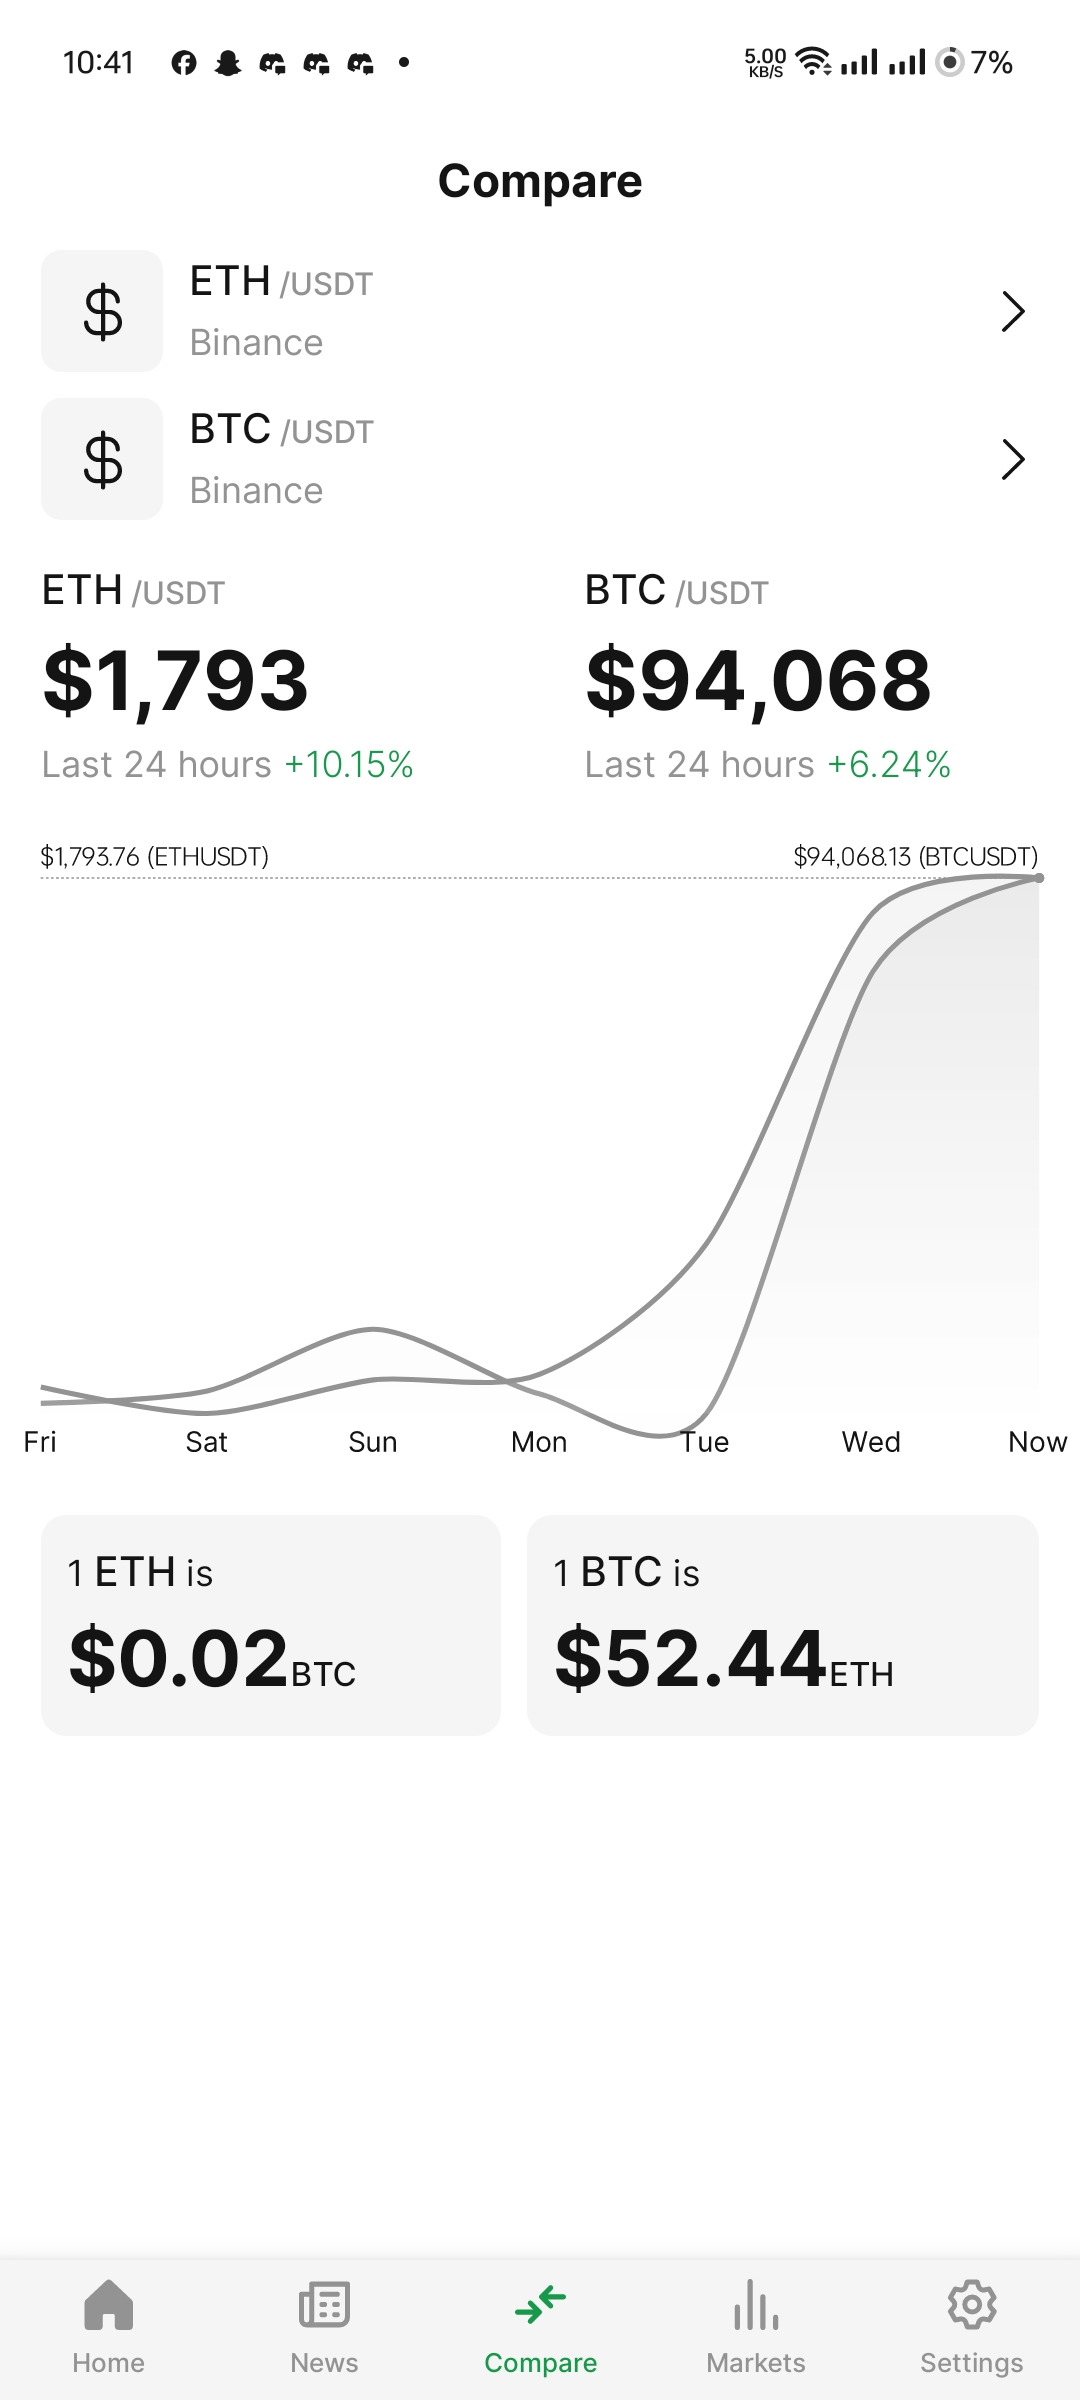 10:41
5.00 KB/S 7%
Compare
$ ETH /USDT
Binance
$ BTC /USDT
Binance
ETH /USDT
$1,793
Last 24 hours +10.15%
BTC /USDT
$94,068
Last 24 hours +6.24%
$1,793.76 (ETHUSDT)
$94,068.13 (BTCUSDT)
Fri Sat Sun Mon Tue Wed Now
1 ETH is
$0.02BTC
1 BTC is
$52.44ETH
Home News Compare Markets Settings